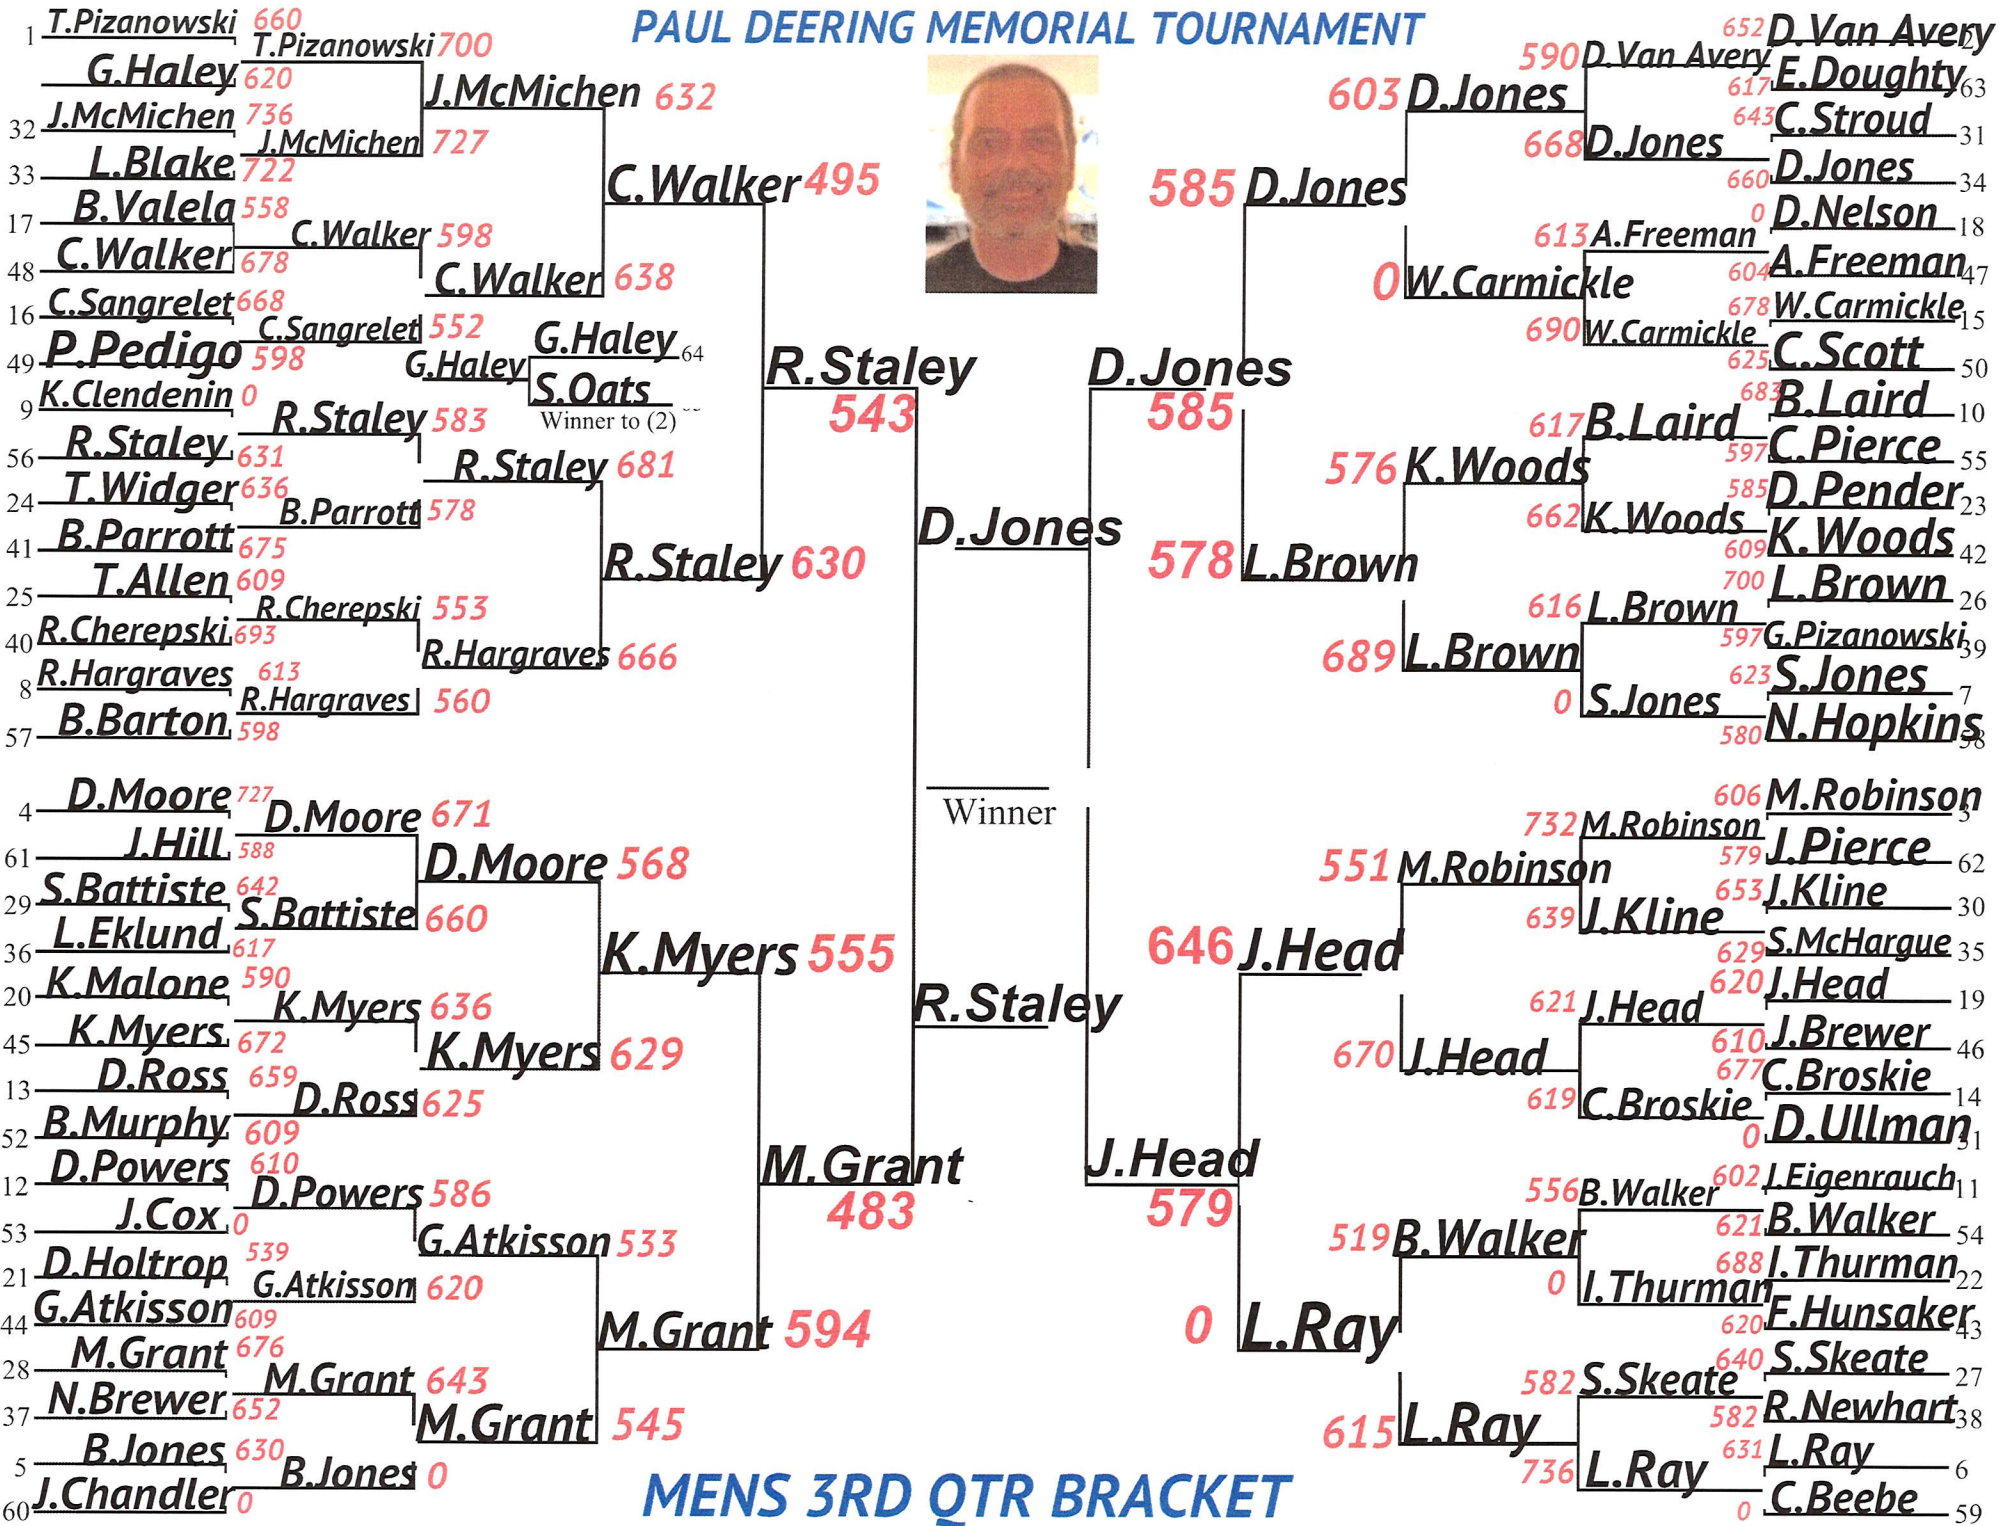 PAUL DEERING MEMORIAL TOURNAMENT
1 T.Pizanowski 660
G.Haley 620
32 J.McMichen 736
33 L.Blake 722
17 B.Valela 558
48 C.Walker 678
16 C.Sangrelet 668
49 P.Pedigo 598
9 K.Clendenin 0
56 R.Staley 631
24 T.Widger 636
41 B.Parrott 675
25 T.Allen 609
40 R.Cherepski 693
8 R.Hargraves 613
57 B.Barton 598
4 D.Moore 727
61 J.Hill 588
29 S.Battiste 642
36 L.Eklund 617
20 K.Malone 590
45 K.Myers 672
13 D.Ross 659
52 B.Murphy 609
12 D.Powers 610
53 J.Cox 0
21 D.Holtrop 539
44 G.Atkisson 609
28 M.Grant 676
37 N.Brewer 652
5 B.Jones 630
60 J.Chandler 0
T.Pizanowski 700
J.McMichen 727
C.Walker 598
C.Sangrelet 552
R.Staley 583
B.Parrott 578
R.Cherepski 553
R.Hargraves 560
D.Moore 671
S.Battiste 660
K.Myers 636
D.Ross 625
D.Powers 586
G.Atkisson 620
M.Grant 643
B.Jones 0
J.McMichen 632
C.Walker 638
G.Haley
G.Haley 64
S.Oats
Winner to (2)
R.Staley 681
R.Hargraves 666
D.Moore 568
K.Myers 629
G.Atkisson 533
M.Grant 545
C.Walker 495
R.Staley 630
K.Myers 555
M.Grant 594
R.Staley
543
M.Grant
483
D.Jones
Winner
R.Staley
D.Jones
585
J.Head
579
585 D.Jones
578 L.Brown
646 J.Head
0 L.Ray
603 D.Jones
0 W.Carmickle
576 K.Woods
689 L.Brown
551 M.Robinson
670 J.Head
519 B.Walker
615 L.Ray
590 D.Van Avery
668 D.Jones
613 A.Freeman
690 W.Carmickle
617 B.Laird
662 K.Woods
616 L.Brown
0 S.Jones
732 M.Robinson
639 J.Kline
621 J.Head
619 C.Broskie
556 B.Walker
0 I.Thurman
582 S.Skeate
736 L.Ray
652 D.Van Avery 2
617 E.Doughty 63
643 C.Stroud 31
660 D.Jones 34
0 D.Nelson 18
604 A.Freeman 47
678 W.Carmickle 15
625 C.Scott 50
683 B.Laird 10
597 C.Pierce 55
585 D.Pender 23
609 K.Woods 42
700 L.Brown 26
597 G.Pizanowski 39
623 S.Jones 7
580 N.Hopkins 58
606 M.Robinson 3
579 J.Pierce 62
653 J.Kline 30
629 S.McHargue 35
620 J.Head 19
610 J.Brewer 46
677 C.Broskie 14
0 D.Ullman 51
602 J.Eigenrauch 11
621 B.Walker 54
688 I.Thurman 22
620 F.Hunsaker 43
640 S.Skeate 27
582 R.Newhart 38
631 L.Ray 6
0 C.Beebe 59
MENS 3RD QTR BRACKET